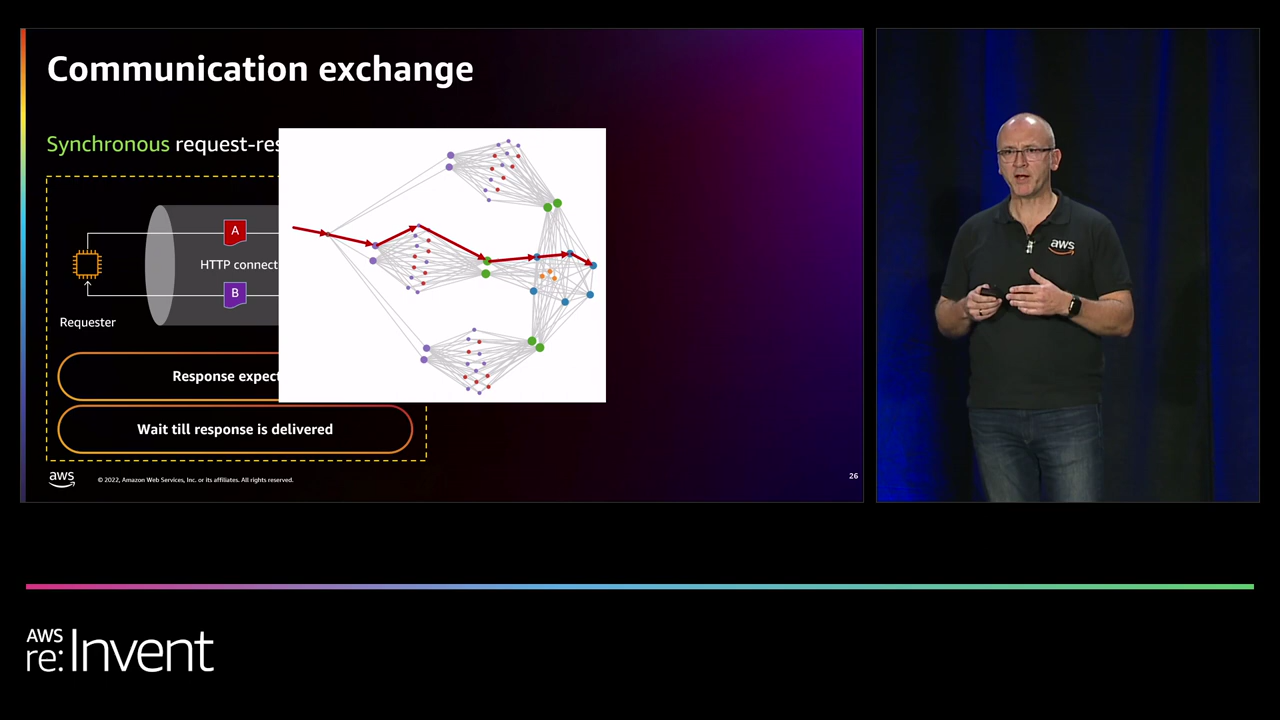 Communication exchange
Synchronous request-res
A
HTTP connect
B
Requester
Response expect
Wait till response is delivered
aws
© 2022, Amazon Web Services, Inc. or its affiliates. All rights reserved.
26
aws
AWS
re:Invent